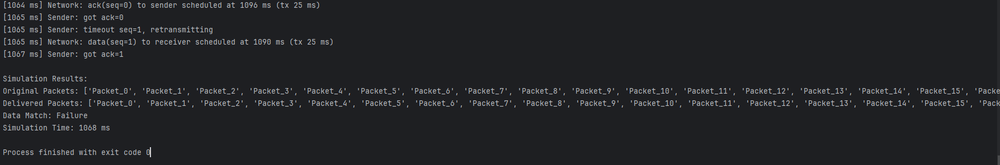 [1064 ms] Network: ack(seq=0) to sender scheduled at 1096 ms (tx 25 ms)
[1065 ms] Sender: got ack=0
[1065 ms] Sender: timeout seq=1, retransmitting
[1065 ms] Network: data(seq=1) to receiver scheduled at 1090 ms (tx 25 ms)
[1067 ms] Sender: got ack=1
Simulation Results:
Original Packets: ['Packet_0', 'Packet_1', 'Packet_2', 'Packet_3', 'Packet_4', 'Packet_5', 'Packet_6', 'Packet_7', 'Packet_8', 'Packet_9', 'Packet_10', 'Packet_11', 'Packet_12', 'Packet_13', 'Packet_14', 'Packet_15', 'Packe
Delivered Packets: ['Packet_0', 'Packet_1', 'Packet_2', 'Packet_3', 'Packet_4', 'Packet_5', 'Packet_6', 'Packet_7', 'Packet_8', 'Packet_9', 'Packet_10', 'Packet_11', 'Packet_12', 'Packet_13', 'Packet_14', 'Packet_15', 'Pack
Data Match: Failure
Simulation Time: 1068 ms
Process finished with exit code 0